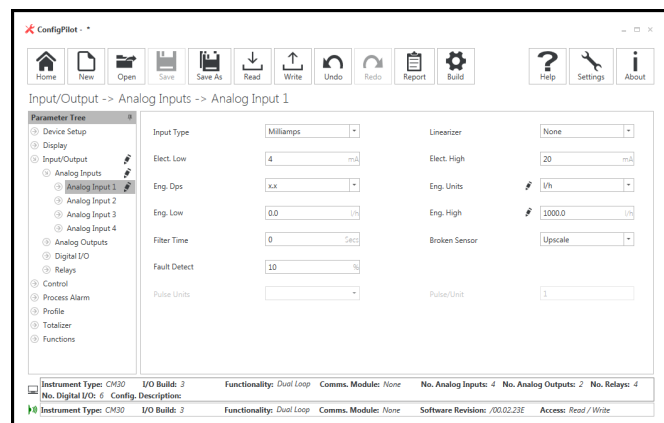 ConfigPilot - *
Home New Open Save Save As Read Write Undo Redo Report Build Help Settings About
Input/Output -> Analog Inputs -> Analog Input 1
Parameter Tree
Device Setup
Display
Input/Output
Analog Inputs
Analog Input 1
Analog Input 2
Analog Input 3
Analog Input 4
Analog Outputs
Digital I/O
Relays
Control
Process Alarm
Profile
Totalizer
Functions
Input Type Milliamps Linearizer None
Elect. Low 4 mA Elect. High 20 mA
Eng. Dps x.x Eng. Units l/h
Eng. Low 0.0 l/h Eng. High 1000.0 l/h
Filter Time 0 Secs Broken Sensor Upscale
Fault Detect 10 %
Pulse Units Pulse/Unit 1
Instrument Type: CM30 I/O Build: 3 Functionality: Dual Loop Comms. Module: None No. Analog Inputs: 4 No. Analog Outputs: 2 No. Relays: 4
No. Digital I/O: 6 Config. Description:
Instrument Type: CM30 I/O Build: 3 Functionality: Dual Loop Comms. Module: None Software Revision: /00.02.23E Access: Read / Write